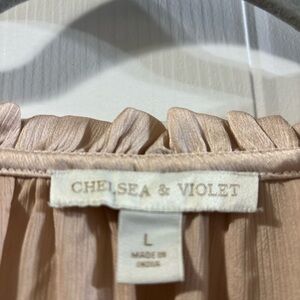 CHELSEA & VIOLET
L
MADE IN
INDIA